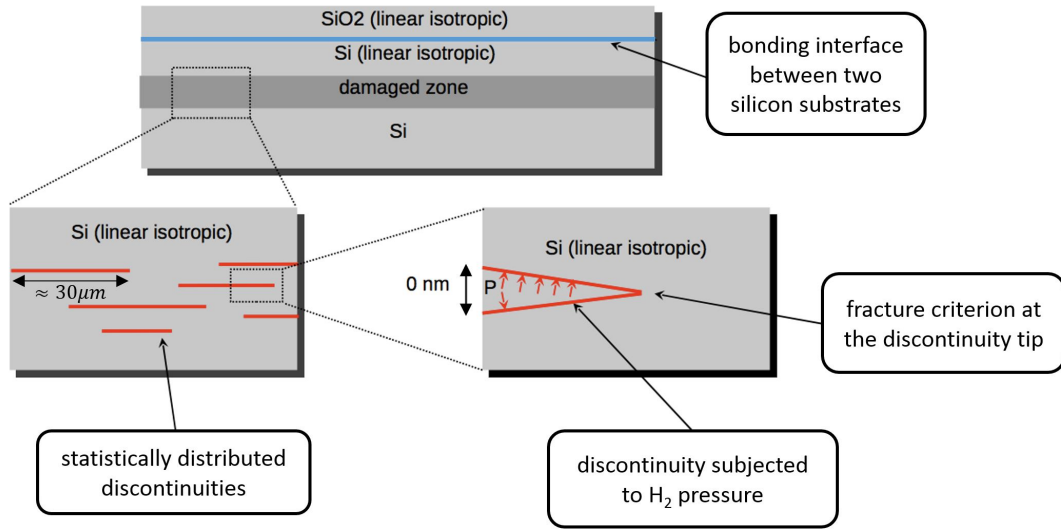 SiO2 (linear isotropic)
Si (linear isotropic)
damaged zone
Si
bonding interface
between two
silicon substrates
Si (linear isotropic)
≈ 30μm
statistically distributed
discontinuities
Si (linear isotropic)
0 nm
P
fracture criterion at
the discontinuity tip
discontinuity subjected
to H₂ pressure